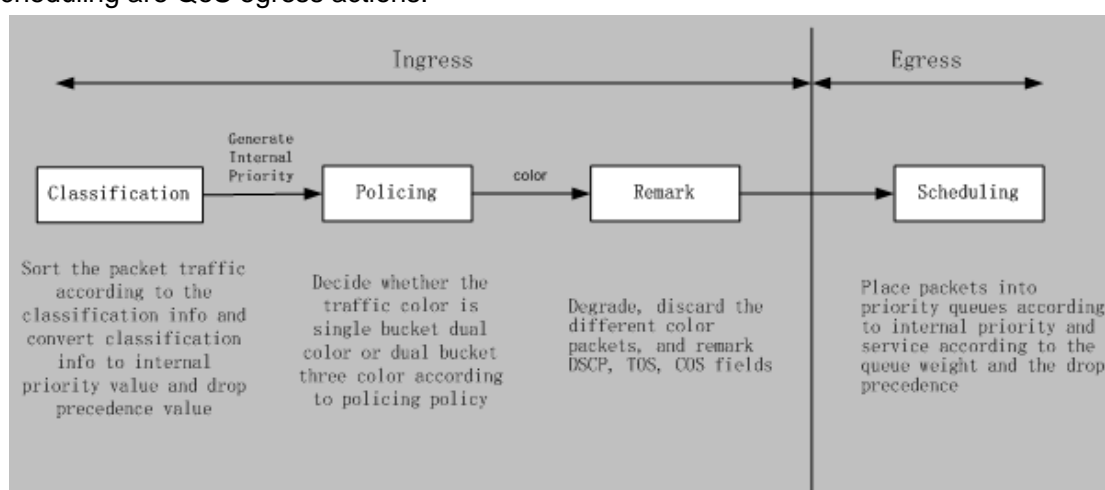 scheduling are QoS egress actions.
Ingress
Egress
Generate
Internal
Priority
color
Classification
Policing
Remark
Scheduling
Sort the packet traffic
according to the
classification info and
convert classification
info to internal
priority value and drop
precedence value
Decide whether the
traffic color is
single bucket dual
color or dual bucket
three color according
to policing policy
Degrade, discard the
different color
packets, and remark
DSCP, TOS, COS fields
Place packets into
priority queues according
to internal priority and
service according to the
queue weight and the drop
precedence